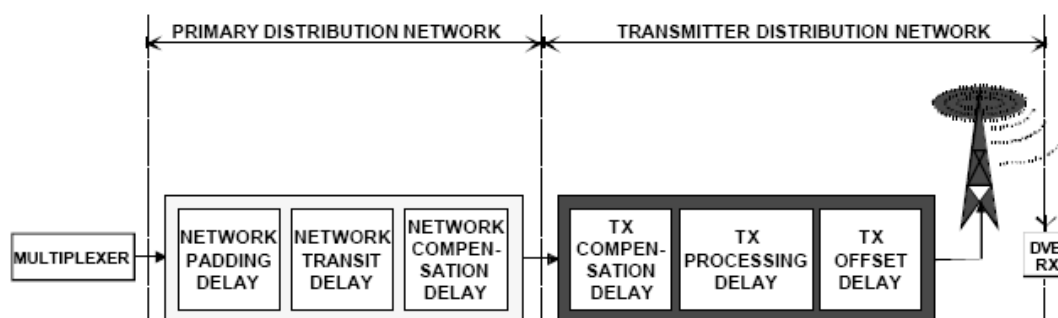 PRIMARY DISTRIBUTION NETWORK
TRANSMITTER DISTRIBUTION NETWORK
MULTIPLEXER
NETWORK
PADDING
DELAY
NETWORK
TRANSIT
DELAY
NETWORK
COMPEN-
SATION
DELAY
TX
COMPEN-
SATION
DELAY
TX
PROCESSING
DELAY
TX
OFFSET
DELAY
RX